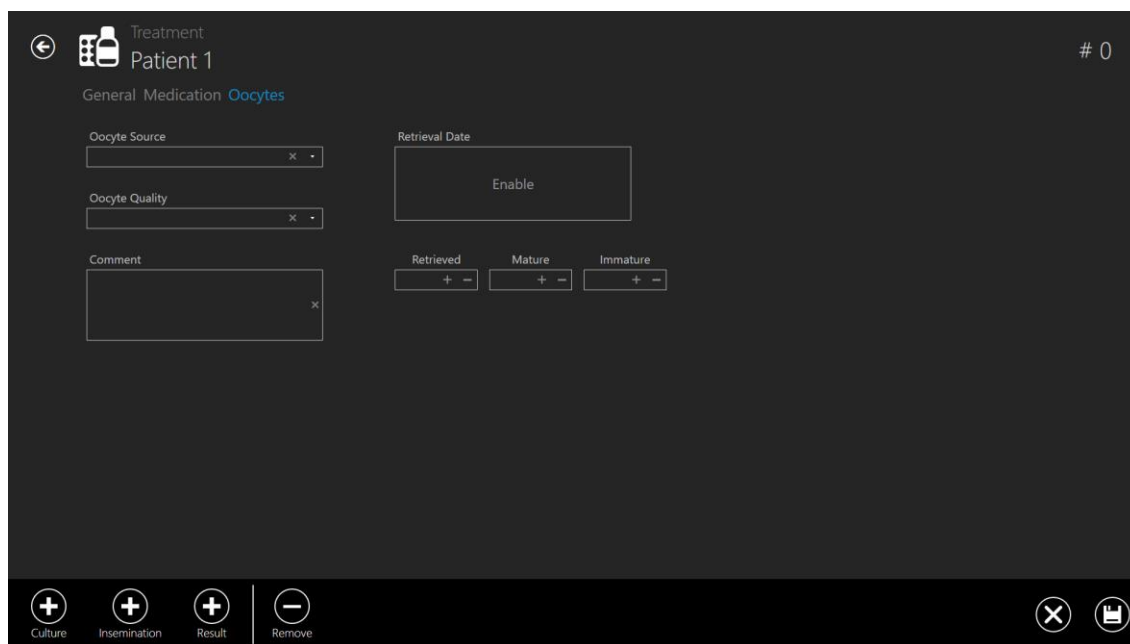 Treatment
Patient 1
# 0
General Medication Oocytes
Oocyte Source
Retrieval Date
Enable
Oocyte Quality
Comment
Retrieved Mature Immature
Culture Insemination Result Remove